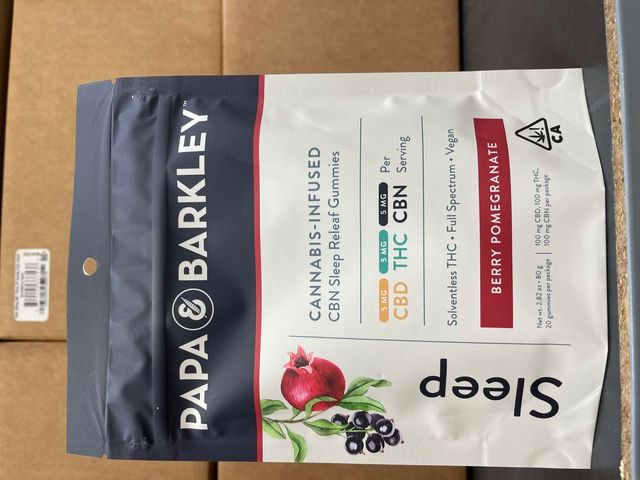 PAPA & BARKLEY™
CANNABIS-INFUSED
CBN Sleep Releaf Gummies
5 MG 5 MG 5 MG
CBD THC CBN
Per
Serving
Solventless THC • Full Spectrum • Vegan
BERRY POMEGRANATE
Net wt. 2.82 oz • 80 g
20 gummies per package
100 mg CBD, 100 mg THC,
100 mg CBN per package
CA
Sleep